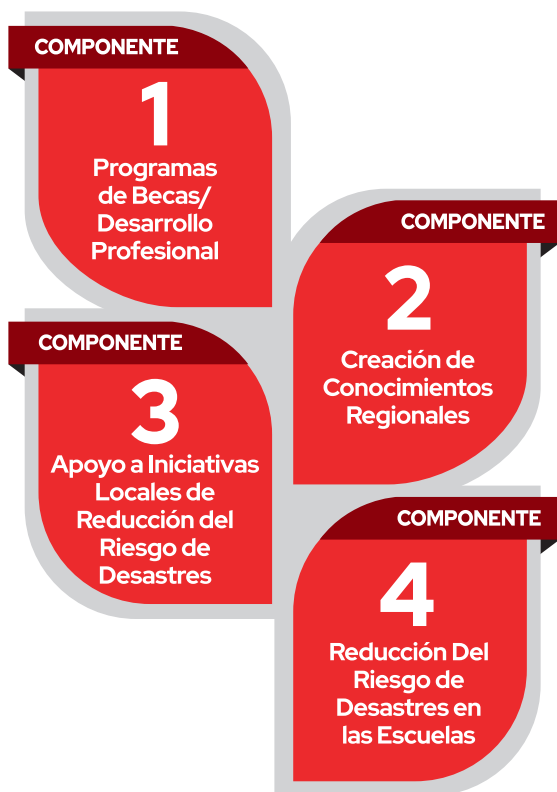 COMPONENTE
1
Programas
de Becas/
Desarrollo
Profesional
COMPONENTE
2
Creación de
Conocimientos
Regionales
COMPONENTE
3
Apoyo a Iniciativas
Locales de
Reducción del
Riesgo de
Desastres
COMPONENTE
4
Reducción Del
Riesgo de
Desastres en
las Escuelas